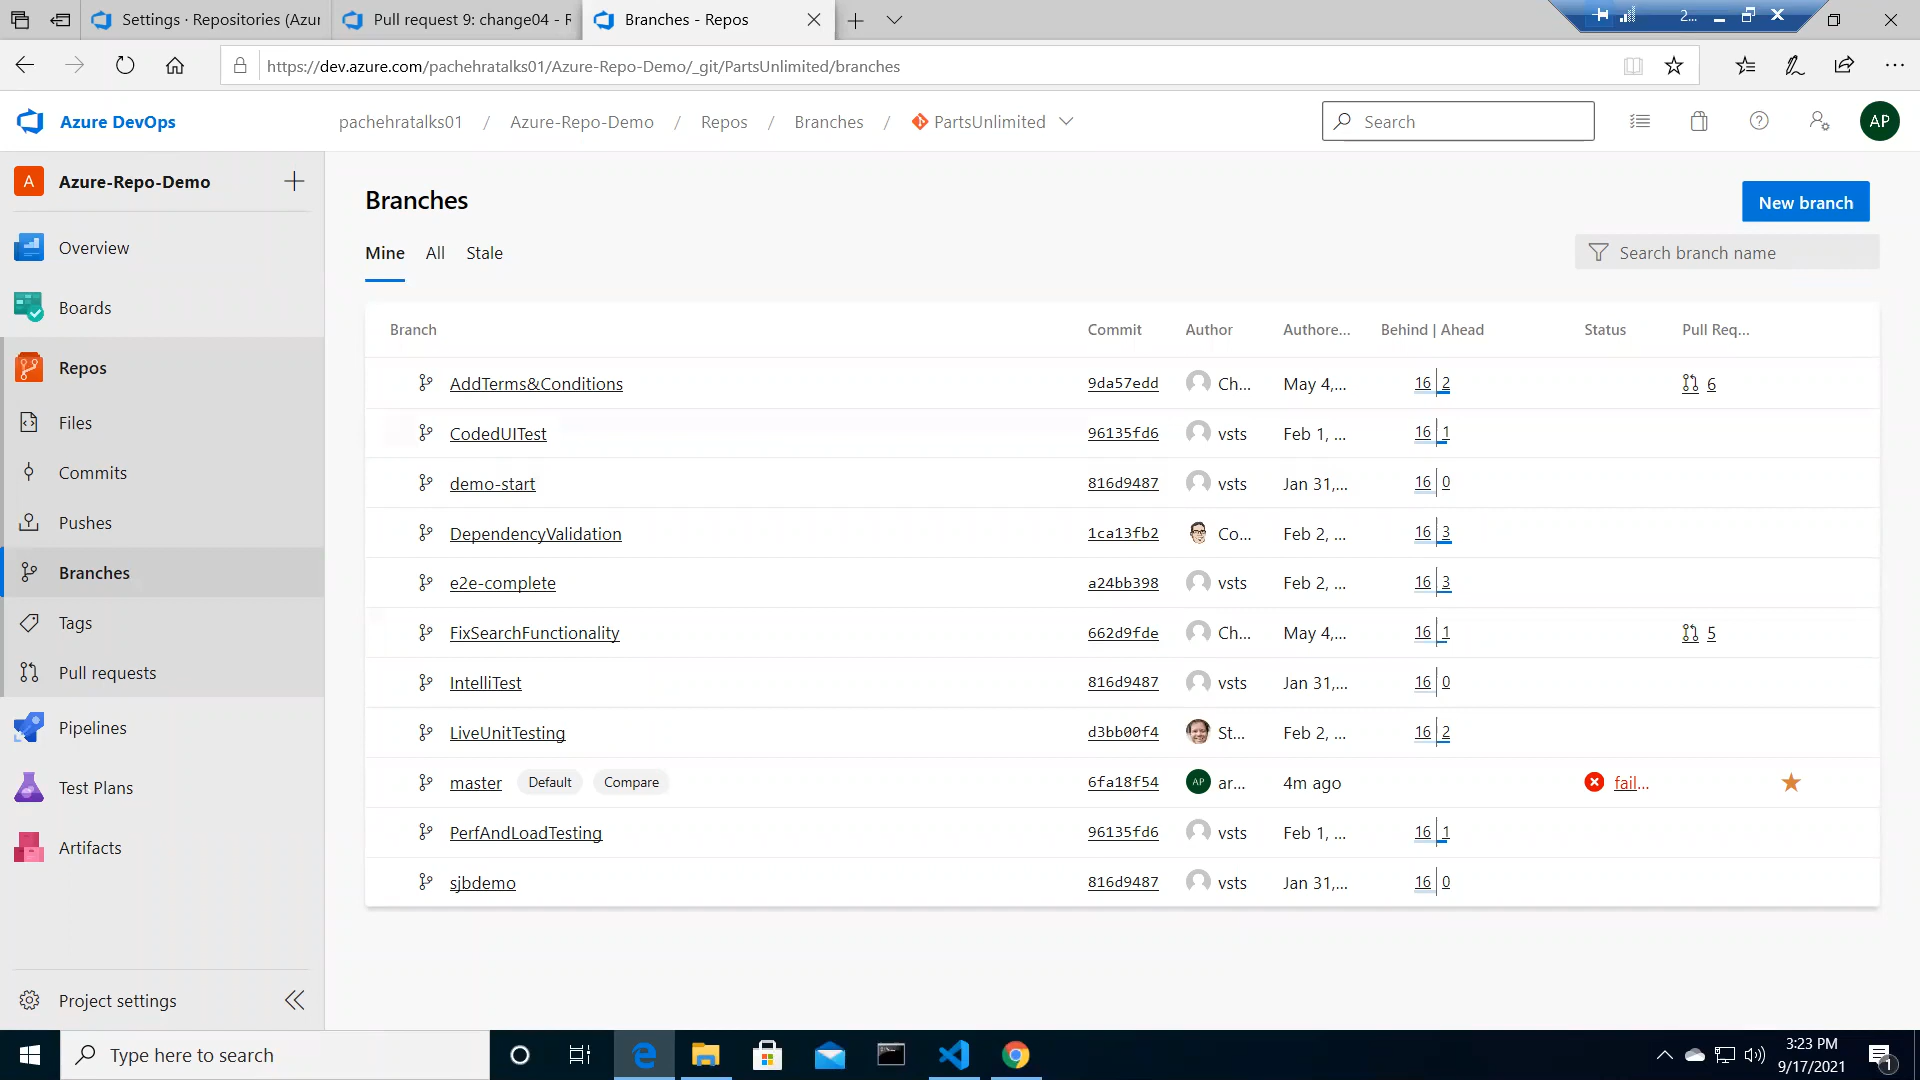 Settings · Repositories (Azur
Pull request 9: change04 - R
Branches - Repos
2...
https://dev.azure.com/pachehratalks01/Azure-Repo-Demo/_git/PartsUnlimited/branches
Azure DevOps
pachehratalks01 / Azure-Repo-Demo / Repos / Branches / PartsUnlimited
Search
AP
A Azure-Repo-Demo
Overview
Boards
Repos
Files
Commits
Pushes
Branches
Tags
Pull requests
Pipelines
Test Plans
Artifacts
Project settings
Branches
New branch
Mine All Stale
Search branch name
Branch Commit Author Authore... Behind | Ahead Status Pull Req...
AddTerms&Conditions 9da57edd Ch... May 4,... 16 2 6
CodedUITest 96135fd6 vsts Feb 1, ... 16 1
demo-start 816d9487 vsts Jan 31,... 16 0
DependencyValidation 1ca13fb2 Co... Feb 2, ... 16 3
e2e-complete a24bb398 vsts Feb 2, ... 16 3
FixSearchFunctionality 662d9fde Ch... May 4,... 16 1 5
IntelliTest 816d9487 vsts Jan 31,... 16 0
LiveUnitTesting d3bb00f4 St... Feb 2, ... 16 2
master Default Compare 6fa18f54 AP ar... 4m ago fail...
PerfAndLoadTesting 96135fd6 vsts Feb 1, ... 16 1
sjbdemo 816d9487 vsts Jan 31,... 16 0
Type here to search
3:23 PM
9/17/2021
1